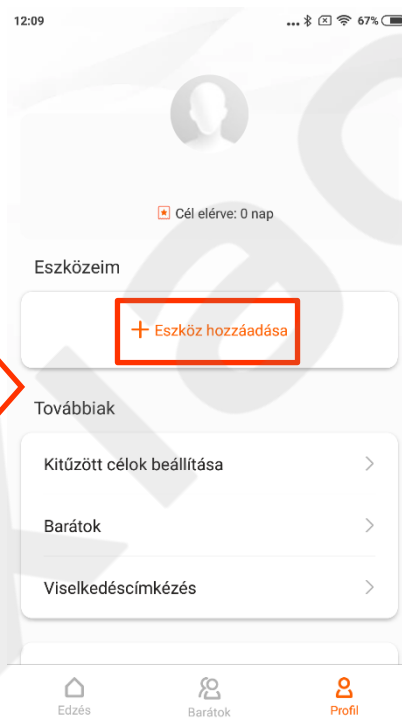 12:09 67%
Cél elérve: 0 nap
Eszközeim
+ Eszköz hozzáadása
Továbbiak
Kitűzött célok beállítása
Barátok
Viselkedéscímkézés
Edzés Barátok Profil